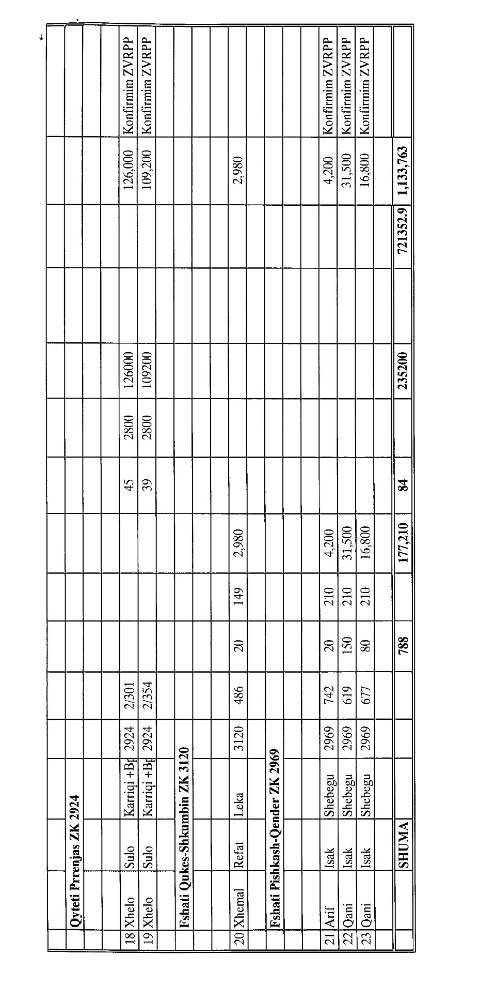 Qyteti Prrenjas ZK 2924
18 Xhelo Sulo Karriqi +Bp 2924 2/301 45 2800 126000 126,000 Konfirmim ZVRPP
19 Xhelo Sulo Karriqi +Bp 2924 2/354 39 2800 109200 109,200 Konfirmim ZVRPP
Fshati Qukes-Shkumbin ZK 3120
20 Xhemal Refat Leka 3120 486 20 149 2,980 2,980
Fshati Pishkash-Qender ZK 2969
21 Arif Isak Shebegu 2969 742 20 210 4,200 4,200 Konfirmim ZVRPP
22 Qani Isak Shebegu 2969 619 150 210 31,500 31,500 Konfirmim ZVRPP
23 Qani Isak Shebegu 2969 677 80 210 16,800 16,800 Konfirmim ZVRPP
SHUMA 788 177,210 84 235200 721352.9 1,133,763